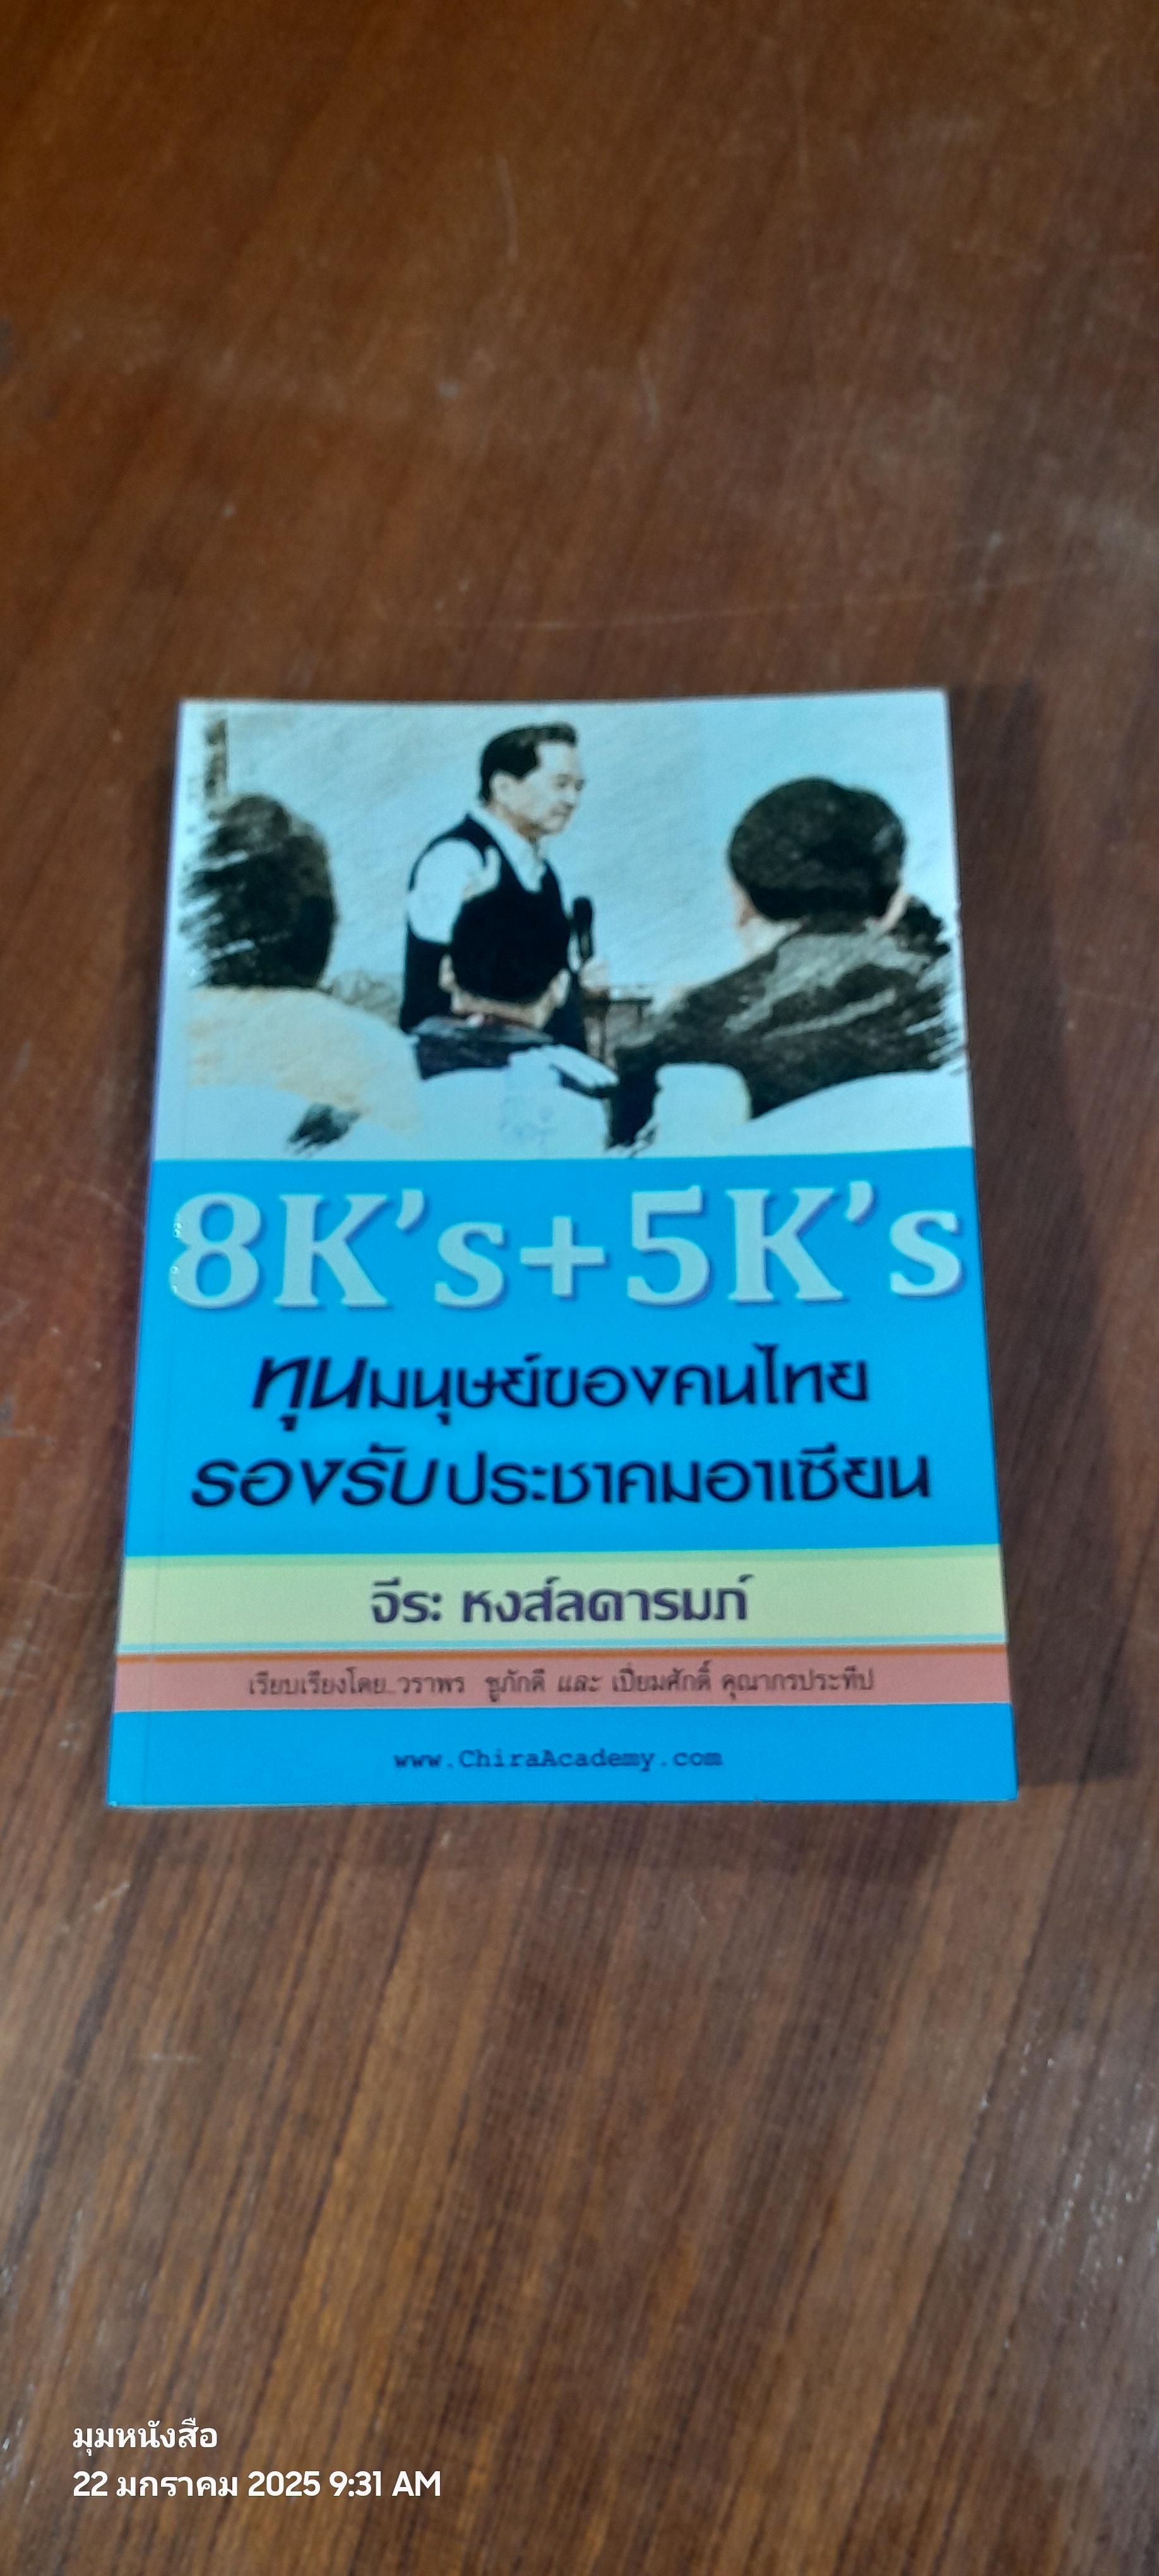 8K's+5K's
ทุนมนุษย์ของคนไทย
รองรับประชาคมอาเซียน
จีระ หงส์ลดารมภ์
เรียบเรียงโดย..วราพร ชูภักดี และ เปี่ยมศักดิ์ คุณากรประทีป
www.ChiraAcademy.com
มุมหนังสือ
22 มกราคม 2025 9:31 AM